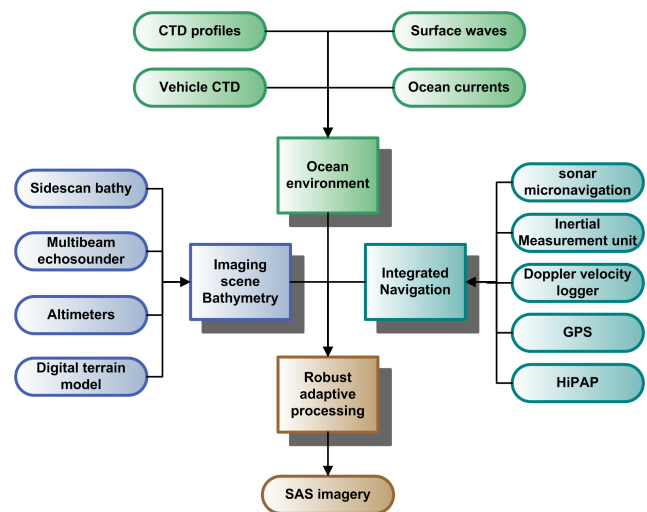 CTD profiles
Surface waves
Vehicle CTD
Ocean currents
Ocean
environment
Sidescan bathy
Multibeam
echosounder
Altimeters
Digital terrain
model
Imaging
scene
Bathymetry
Integrated
Navigation
sonar
micronavigation
Inertial
Measurement unit
Doppler velocity
logger
GPS
HiPAP
Robust
adaptive
processing
SAS imagery